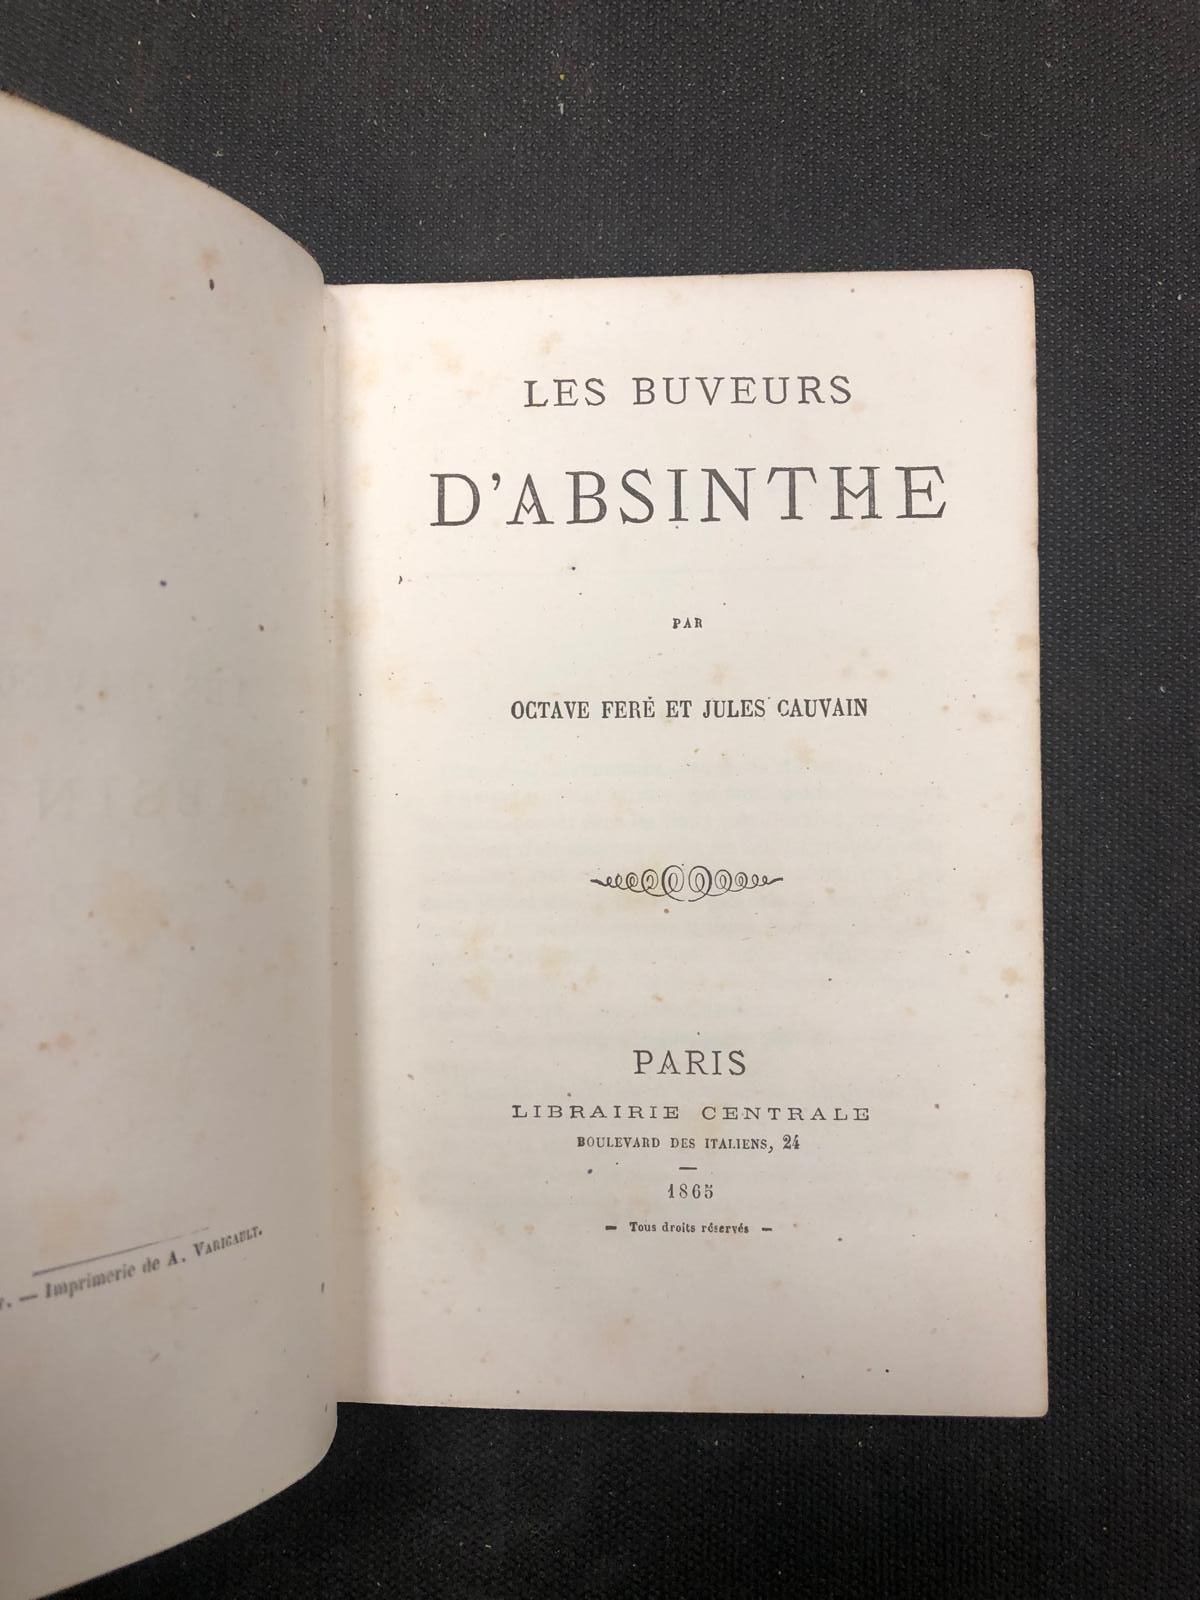 Imprimerie de A. VARIGAULT.
LES BUVEURS
D'ABSINTHE
PAR
OCTAVE FERÉ ET JULES CAUVAIN
PARIS
LIBRAIRIE CENTRALE
BOULEVARD DES ITALIENS, 24
1865
— Tous droits réservés —